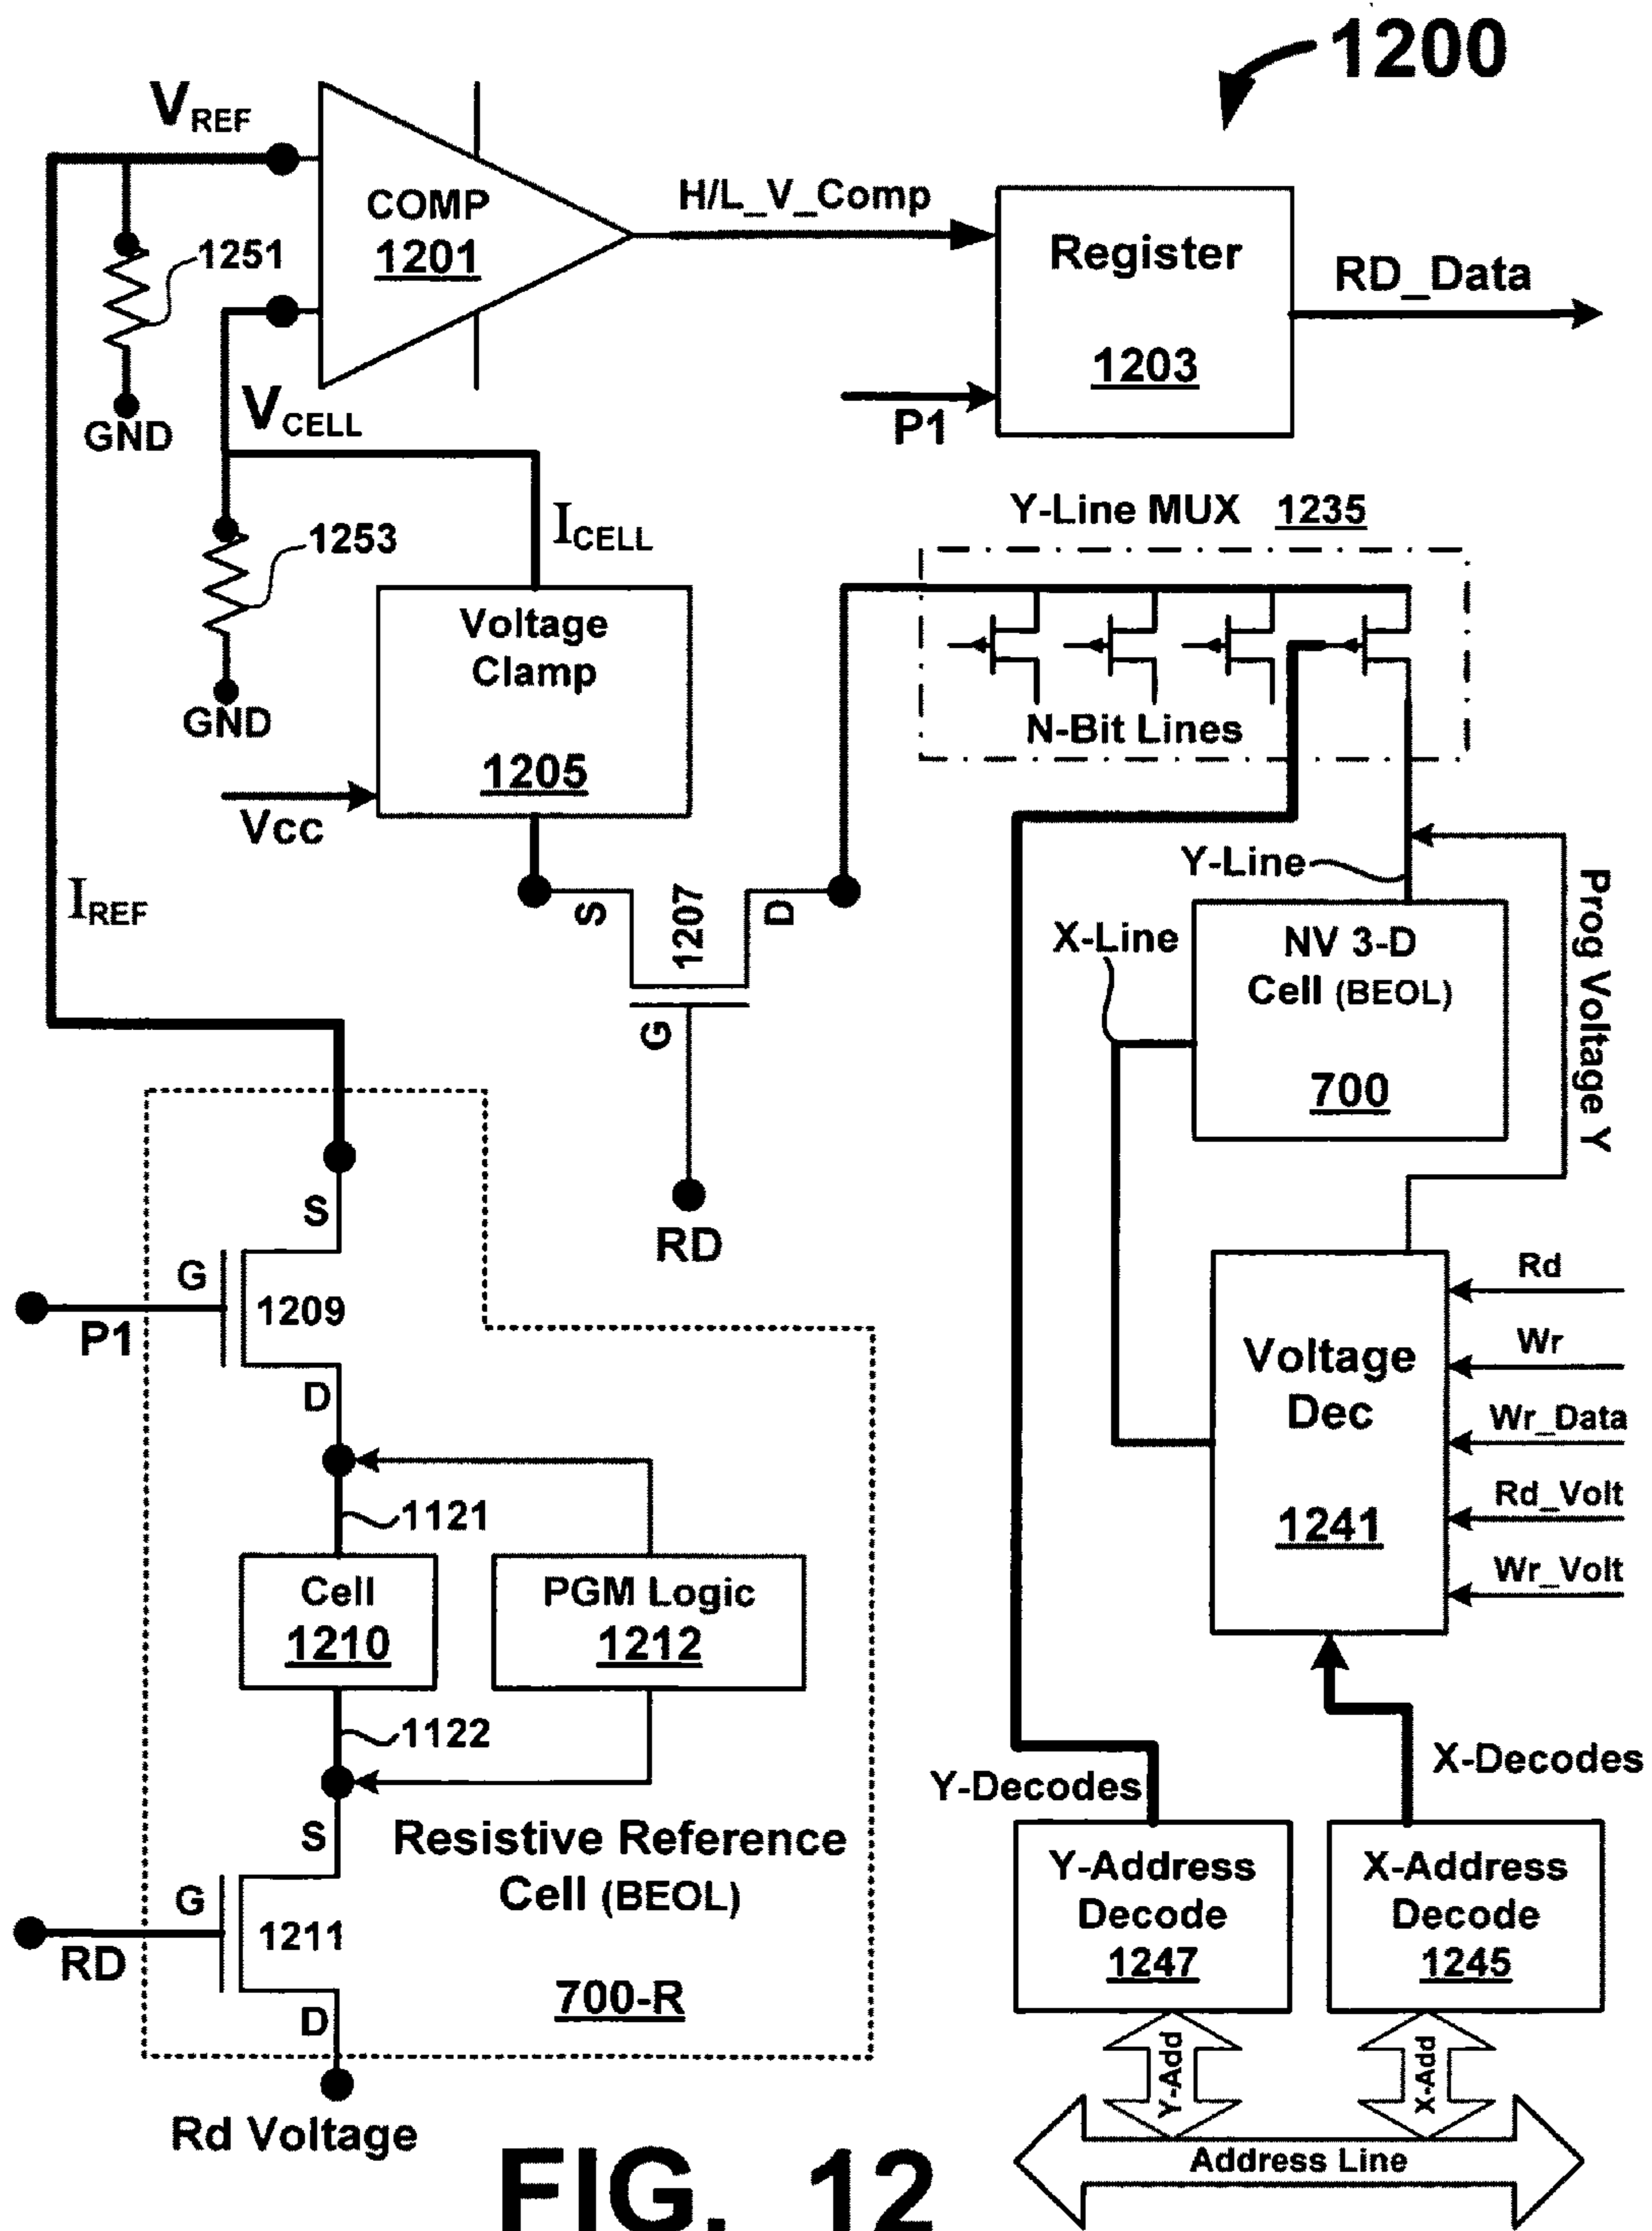 1200
VREF
COMP
1201
H/L_V_Comp
Register
1203
RD_Data
P1
1251
GND
VCELL
1253
GND
ICELL
Voltage
Clamp
1205
Vcc
Y-Line MUX 1235
N-Bit Lines
IREF
S
1207
D
G
RD
Y-Line
X-Line
NV 3-D
Cell (BEOL)
700
Prog Voltage Y
S
G
1209
P1
D
1121
Cell
1210
PGM Logic
1212
1122
S
Resistive Reference
Cell (BEOL)
G
1211
RD
700-R
D
Rd Voltage
Voltage
Dec
1241
Rd
Wr
Wr_Data
Rd_Volt
Wr_Volt
Y-Decodes
X-Decodes
Y-Address
Decode
1247
X-Address
Decode
1245
Y-Add
X-Add
Address Line
FIG. 12